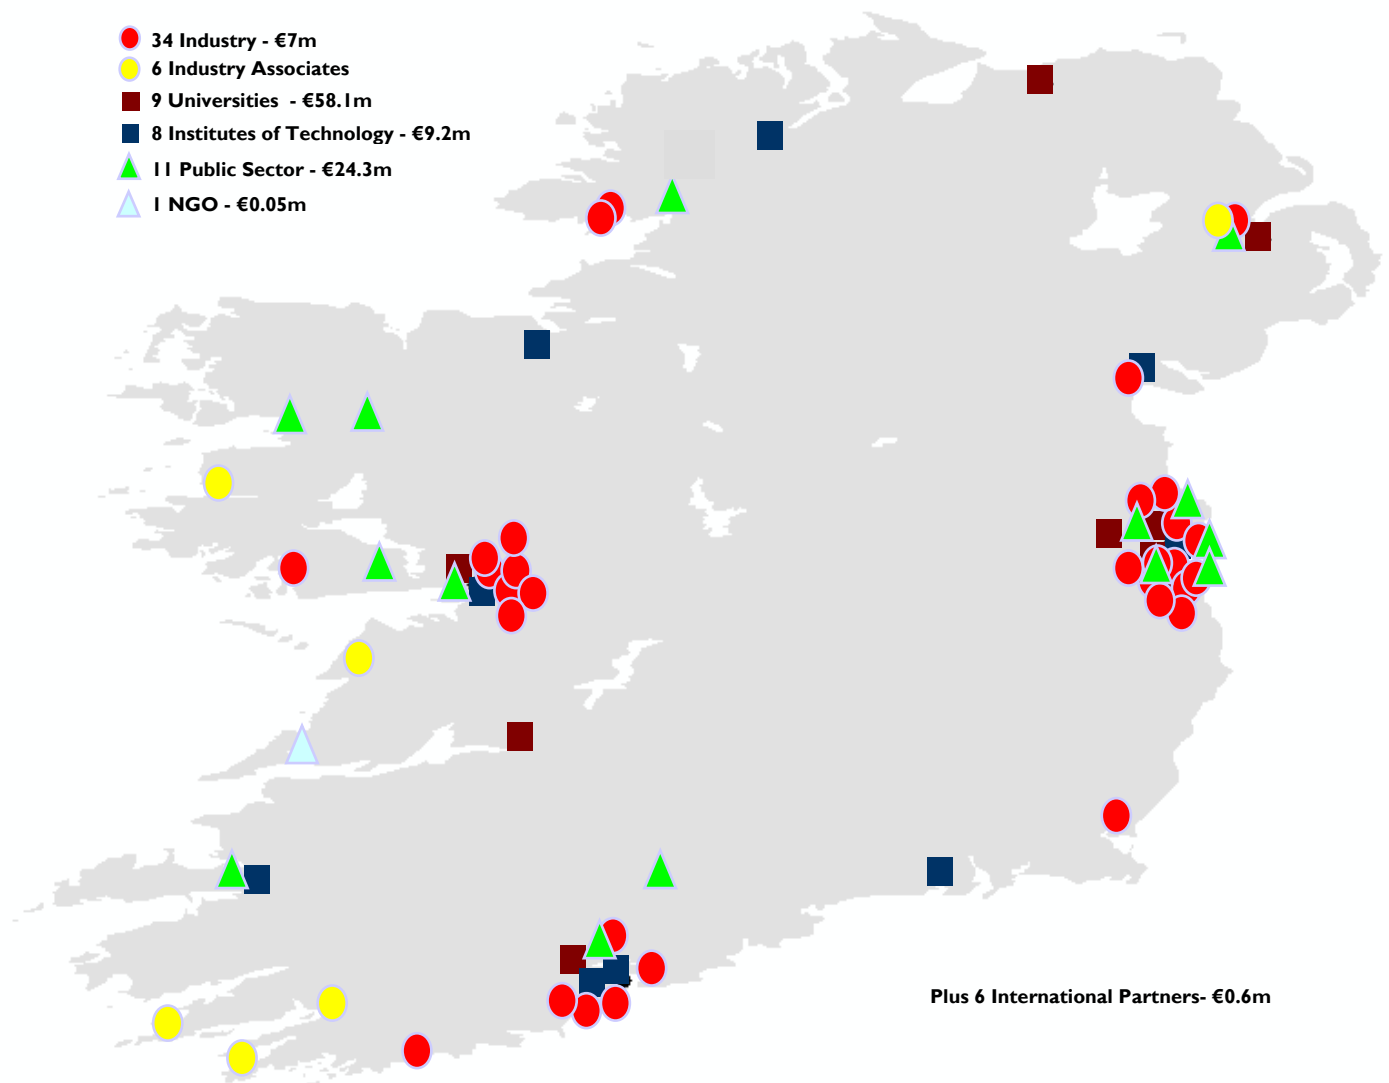 34 Industry - €7m
6 Industry Associates
9 Universities - €58.1m
8 Institutes of Technology - €9.2m
11 Public Sector - €24.3m
1 NGO - €0.05m
Plus 6 International Partners- €0.6m